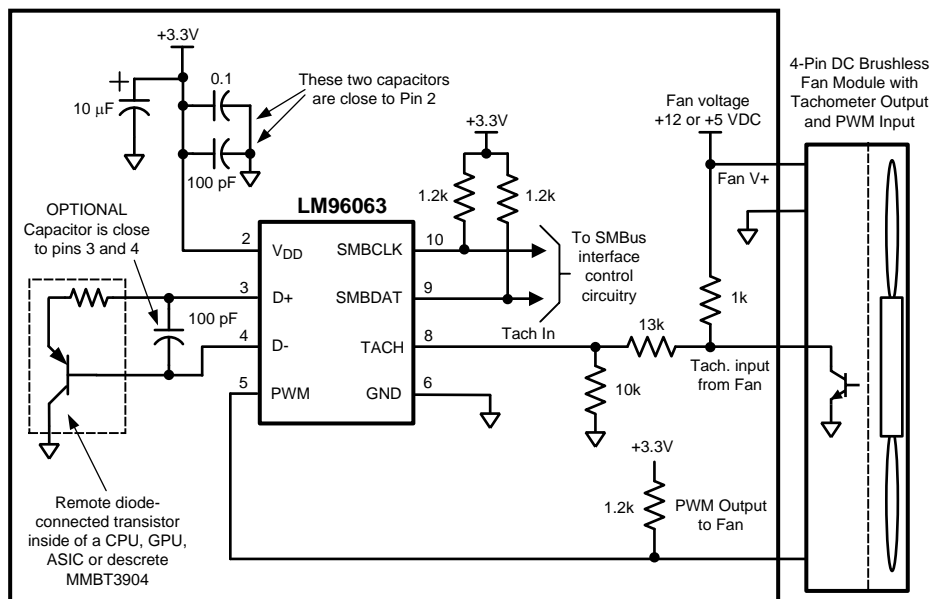 +3.3V
+
10 µF
0.1
These two capacitors
are close to Pin 2
100 pF
OPTIONAL
Capacitor is close
to pins 3 and 4
100 pF
Remote diode-
connected transistor
inside of a CPU, GPU,
ASIC or descrete
MMBT3904
LM96063
2
VDD
3
D+
4
D-
5
PWM
SMBCLK
10
SMBDAT
9
TACH
8
GND
6
+3.3V
1.2k
1.2k
To SMBus
interface
control
circuitry
Tach In
13k
10k
1k
Fan voltage
+12 or +5 VDC
Fan V+
Tach. input
from Fan
+3.3V
1.2k
PWM Output
to Fan
4-Pin DC Brushless
Fan Module with
Tachometer Output
and PWM Input